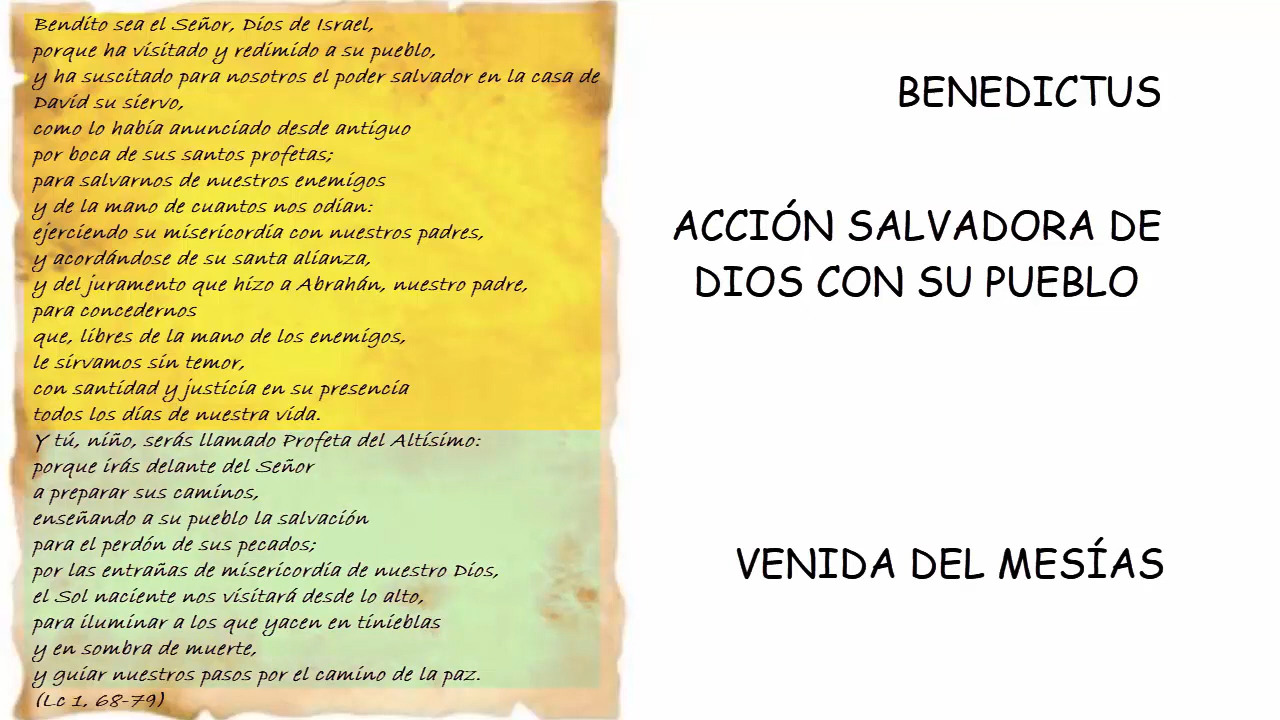 Bendito sea el Señor, Dios de Israel,
porque ha visitado y redimido a su pueblo,
y ha suscitado para nosotros el poder salvador en la casa de
David su siervo,
como lo había anunciado desde antiguo
por boca de sus santos profetas;
para salvarnos de nuestros enemigos
y de la mano de cuantos nos odian:
ejerciendo su misericordia con nuestros padres,
y acordándose de su santa alianza,
y del juramento que hizo a Abrahán, nuestro padre,
para concedernos
que, libres de la mano de los enemigos,
le sirvamos sin temor,
con santidad y justicia en su presencia
todos los días de nuestra vida.
Y tú, niño, serás llamado Profeta del Altísimo:
porque irás delante del Señor
a preparar sus caminos,
enseñando a su pueblo la salvación
para el perdón de sus pecados;
por las entrañas de misericordia de nuestro Dios,
el Sol naciente nos visitará desde lo alto,
para iluminar a los que yacen en tinieblas
y en sombra de muerte,
y guiar nuestros pasos por el camino de la paz.
(Lc 1, 68-79)
BENEDICTUS
ACCIÓN SALVADORA DE
DIOS CON SU PUEBLO
VENIDA DEL MESÍAS